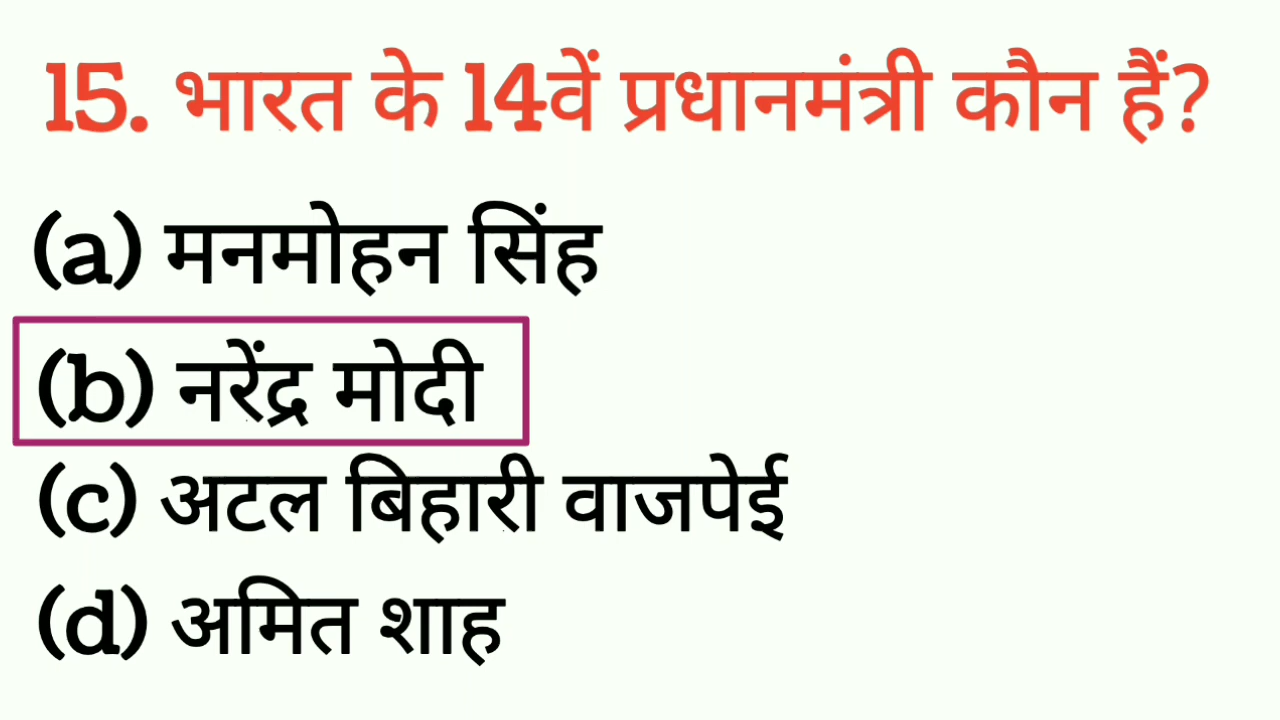 15. भारत के 14वें प्रधानमंत्री कौन हैं?
(a) मनमोहन सिंह
(b) नरेंद्र मोदी
(c) अटल बिहारी वाजपेई
(d) अमित शाह